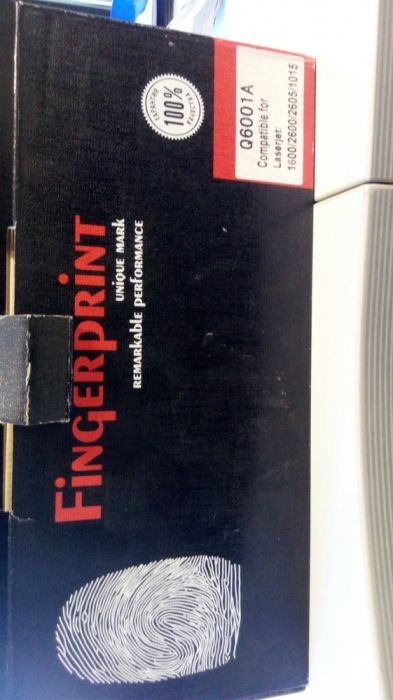 Q6001A
Compatible for
Laserjet:
1600/2600/2605/1015
100%
FINGERPRINT
UNIQUE MARK
REMARKABLE PERFORMANCE